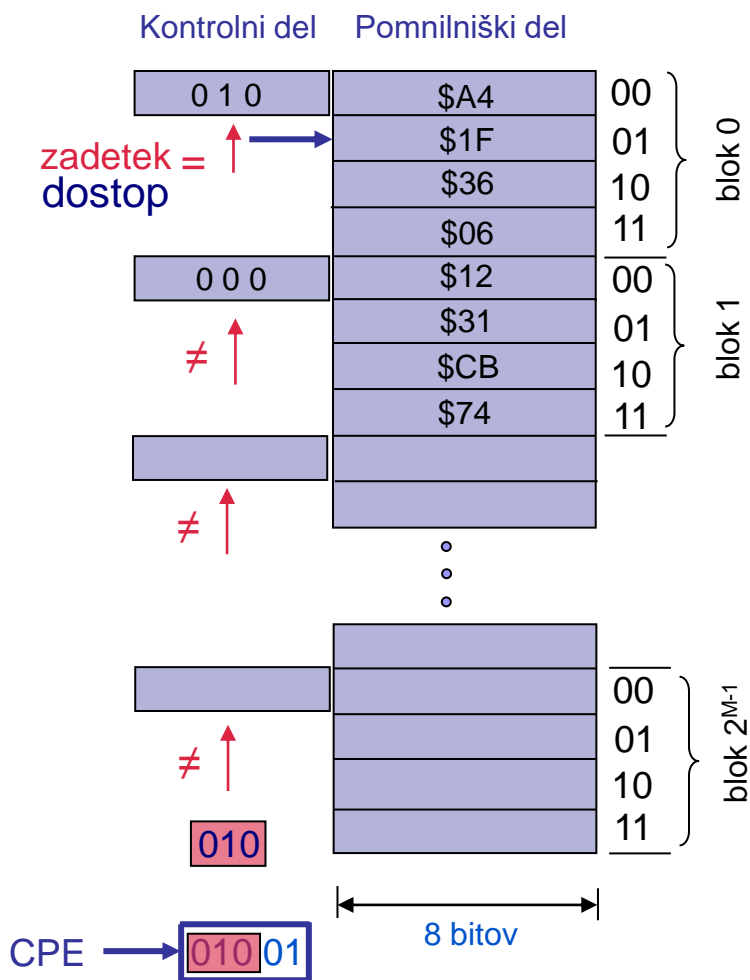 Kontrolni del Pomnilniški del
0 1 0 $A4 00
zadetek = $1F 01
dostop $36 10
$06 11
blok 0
0 0 0 $12 00
≠ $31 01
$CB 10
$74 11
blok 1
≠
00
≠ 01
10
010 11
blok 2^M-1
8 bitov
CPE 010 01